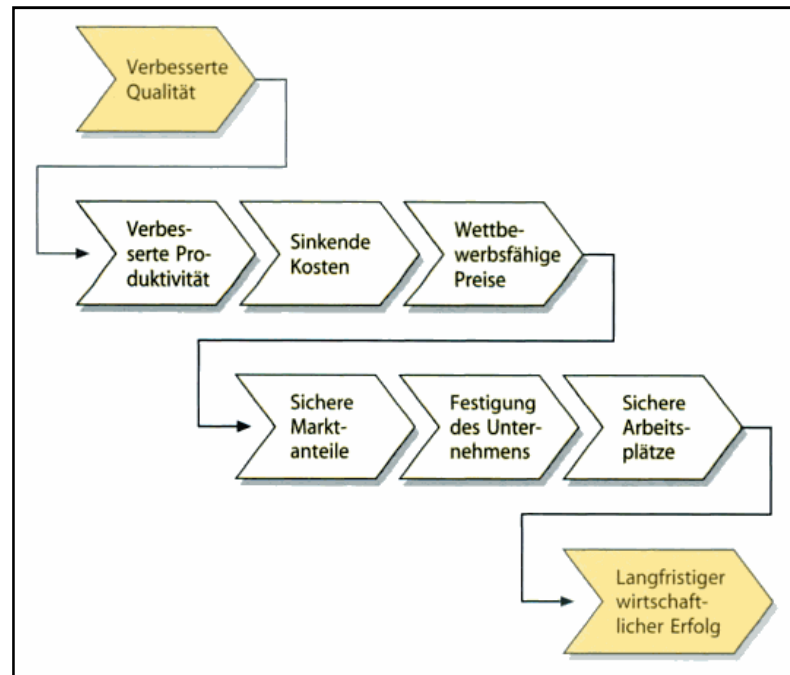 Verbesserte
Qualität
Verbes-
serte Pro-
duktivität
Sinkende
Kosten
Wettbe-
werbsfähige
Preise
Sichere
Markt-
anteile
Festigung
des Unter-
nehmens
Sichere
Arbeits-
plätze
Langfristiger
wirtschaft-
licher Erfolg